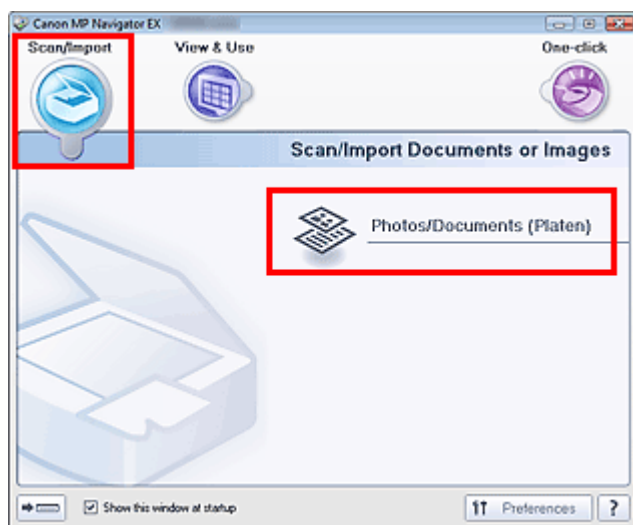 Canon MP Navigator EX
Scan/Import
View & Use
One-click
Scan/Import Documents or Images
Photos/Documents (Platen)
Show this window at startup
Preferences
?